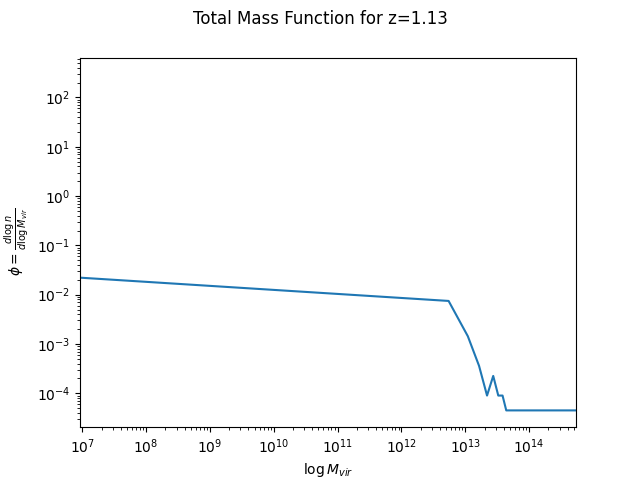 Total Mass Function for z=1.13
10²
10¹
10⁰
10⁻¹
10⁻²
10⁻³
10⁻⁴
ϕ = d log n / d log M_vir
10⁷ 10⁸ 10⁹ 10¹⁰ 10¹¹ 10¹² 10¹³ 10¹⁴
log M_vir